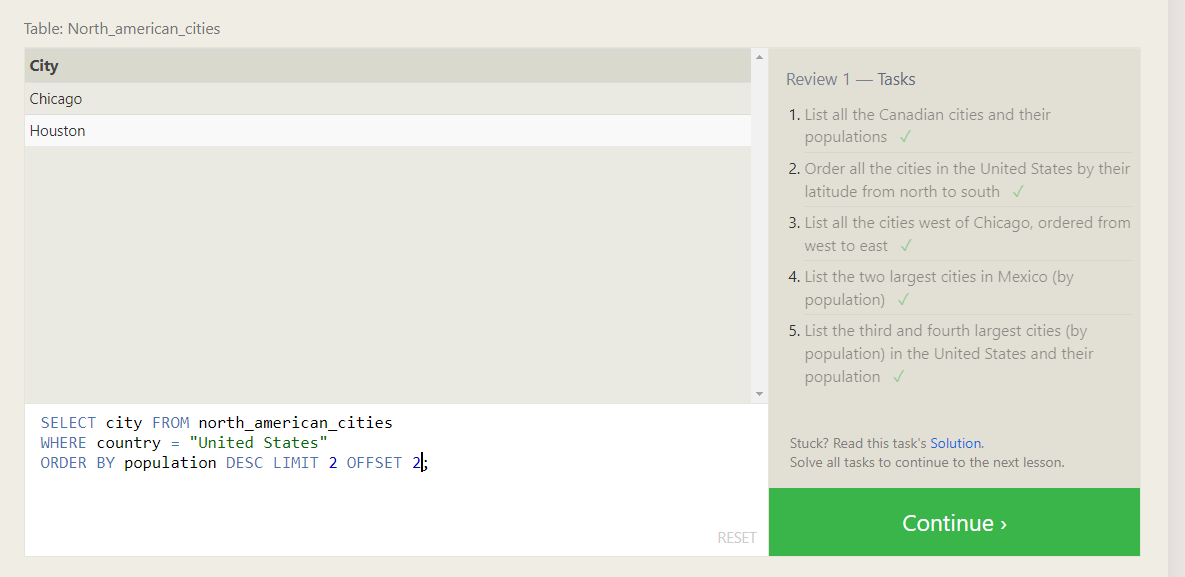 Table: North_american_cities
City
Chicago
Houston
SELECT city FROM north_american_cities
WHERE country = "United States"
ORDER BY population DESC LIMIT 2 OFFSET 2;
RESET
Review 1 — Tasks
1. List all the Canadian cities and their
populations ✓
2. Order all the cities in the United States by their
latitude from north to south ✓
3. List all the cities west of Chicago, ordered from
west to east ✓
4. List the two largest cities in Mexico (by
population) ✓
5. List the third and fourth largest cities (by
population) in the United States and their
population ✓
Stuck? Read this task's Solution.
Solve all tasks to continue to the next lesson.
Continue ›